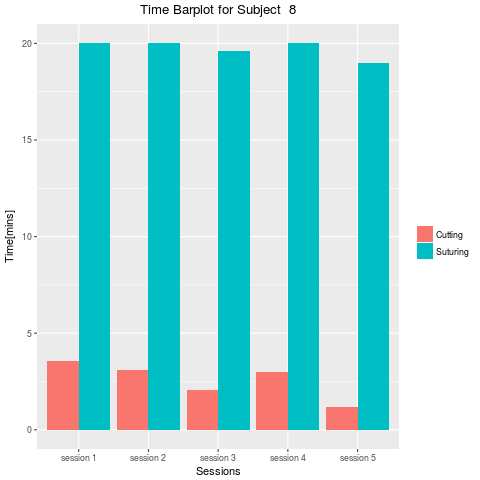 Time Barplot for Subject  8
Time[mins]
20
15
10
5
0
session 1
session 2
session 3
session 4
session 5
Sessions
Cutting
Suturing